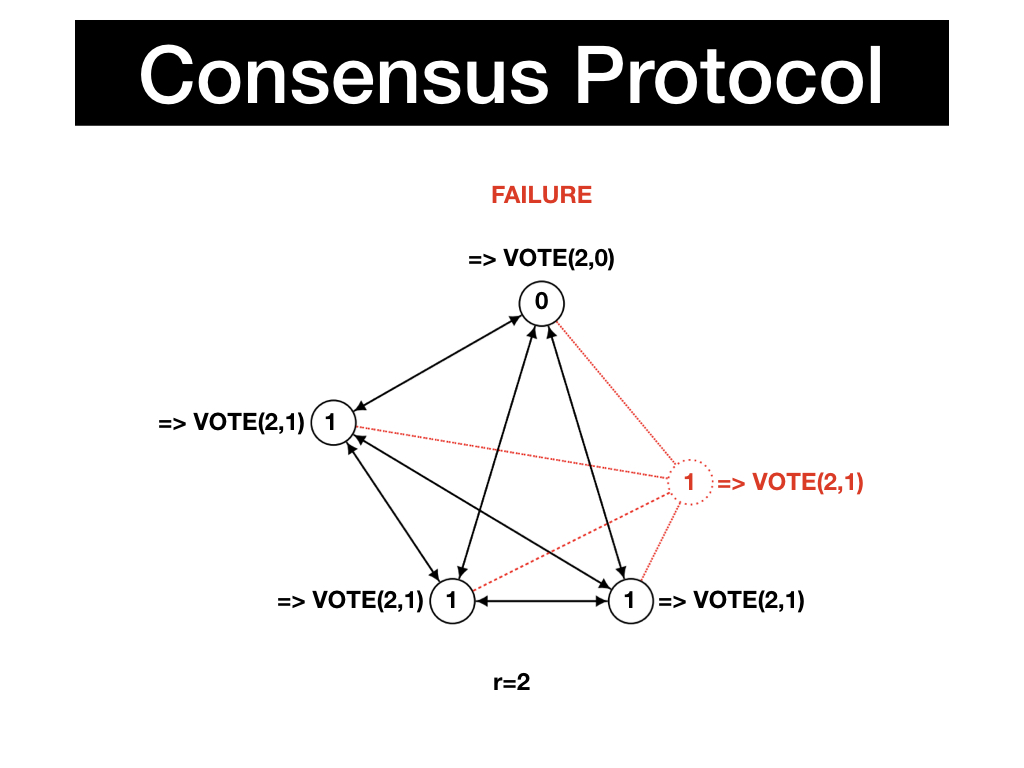 Consensus Protocol
FAILURE
=> VOTE(2,0)
0
=> VOTE(2,1) 1
1 => VOTE(2,1)
=> VOTE(2,1) 1
1 => VOTE(2,1)
r=2